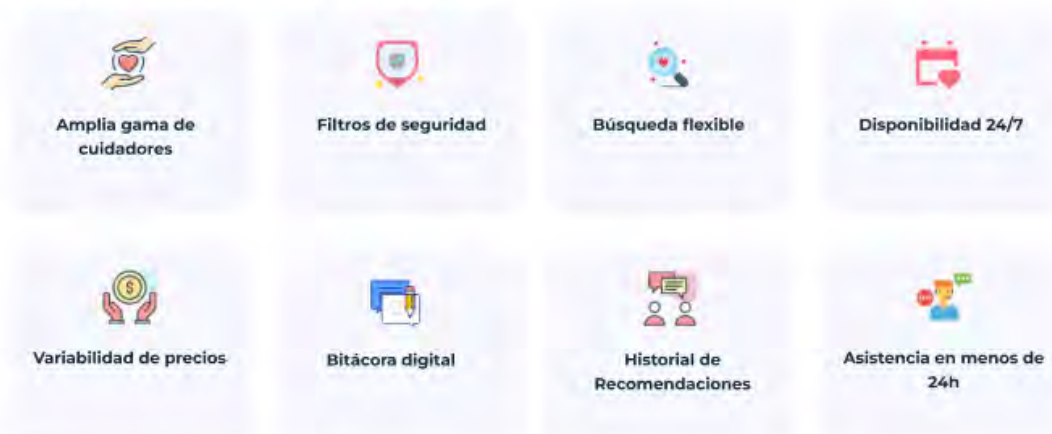 Amplia gama de
cuidadores
Filtros de seguridad
Búsqueda flexible
Disponibilidad 24/7
Variabilidad de precios
Bitácora digital
Historial de
Recomendaciones
Asistencia en menos de
24h